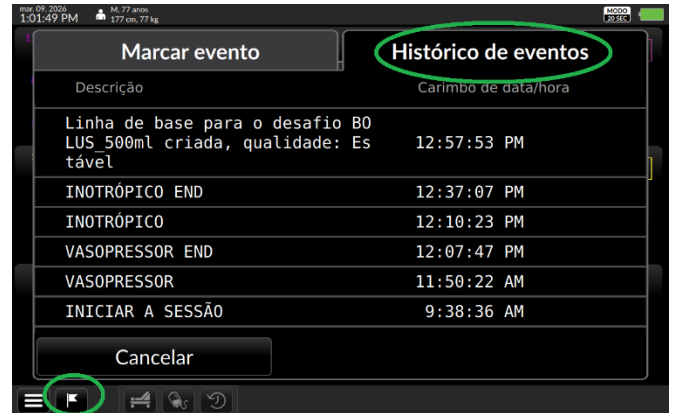 mar. 09, 2026
1:01:49 PM
M, 77 anos
177 cm, 77 kg
MODO
20 SEC
Marcar evento
Histórico de eventos
Descrição
Carimbo de data/hora
Linha de base para o desafio BO
LUS_500ml criada, qualidade: Es
tável
12:57:53 PM
INOTRÓPICO END 12:37:07 PM
INOTRÓPICO 12:10:23 PM
VASOPRESSOR END 12:07:47 PM
VASOPRESSOR 11:50:22 AM
INICIAR A SESSÃO 9:38:36 AM
Cancelar